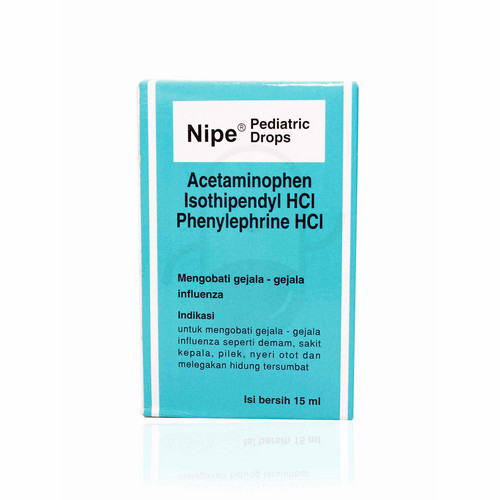 Nipe® Pediatric
Drops
Acetaminophen
Isothipendyl HCl
Phenylephrine HCl
Mengobati gejala - gejala
influenza
Indikasi
untuk mengobati gejala - gejala
influenza seperti demam, sakit
kepala, pilek, nyeri otot dan
melegakan hidung tersumbat
Isi bersih 15 ml